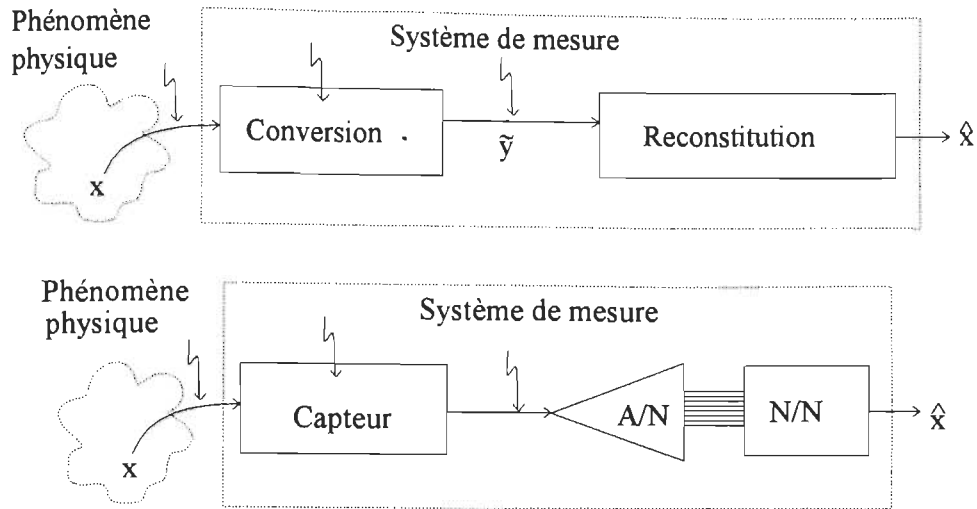 Phénomène
physique
Système de mesure
Conversion
ỹ
Reconstitution
x̂
x
Phénomène
physique
Système de mesure
Capteur
A/N
N/N
x̂
x